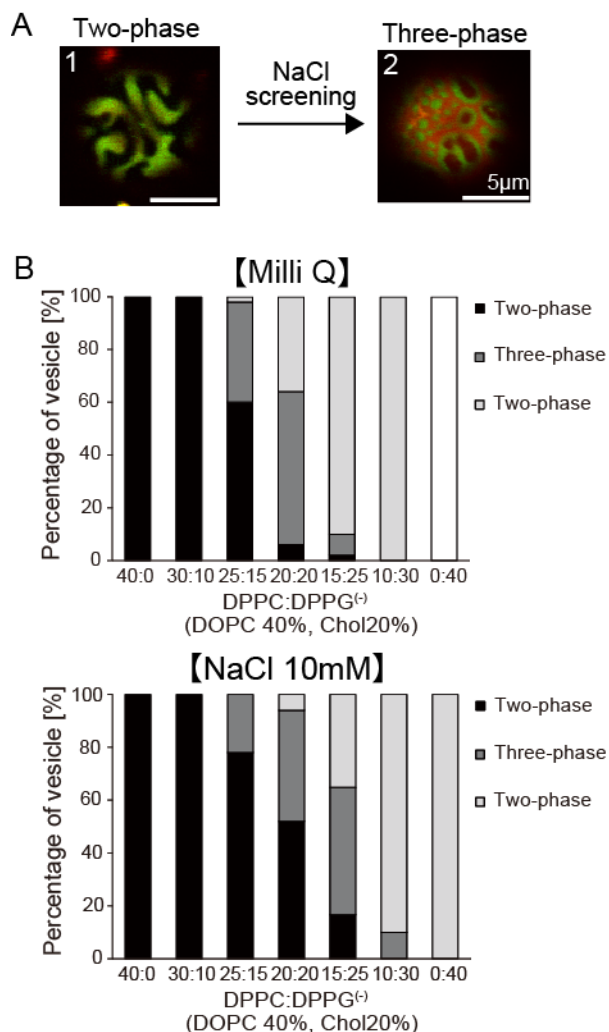 A
Two-phase
Three-phase
1
NaCl
screening
2
5μm
B
【Milli Q】
Percentage of vesicle [%]
100
80
60
40
20
0
Two-phase
Three-phase
Two-phase
40:0 30:10 25:15 20:20 15:25 10:30 0:40
DPPC:DPPG(-)
(DOPC 40%, Chol20%)
【NaCl 10mM】
Percentage of vesicle [%]
100
80
60
40
20
0
Two-phase
Three-phase
Two-phase
40:0 30:10 25:15 20:20 15:25 10:30 0:40
DPPC:DPPG(-)
(DOPC 40%, Chol20%)